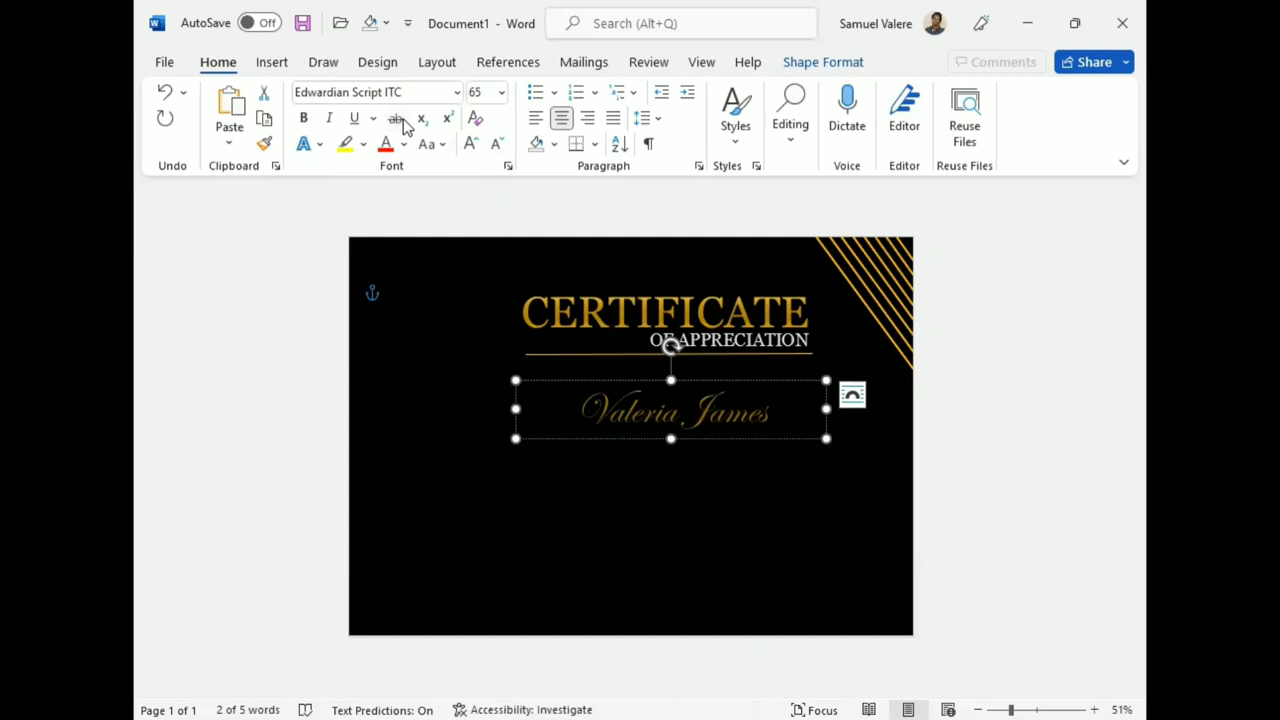 AutoSave Off Document1 - Word Search (Alt+Q) Samuel Valere
File Home Insert Draw Design Layout References Mailings Review View Help Shape Format Comments Share
Edwardian Script ITC 65
Paste Styles Editing Dictate Editor Reuse Files
Undo Clipboard Font Paragraph Styles Voice Editor Reuse Files
CERTIFICATE
OF APPRECIATION
Valeria James
Page 1 of 1 2 of 5 words Text Predictions: On Accessibility: Investigate Focus 51%